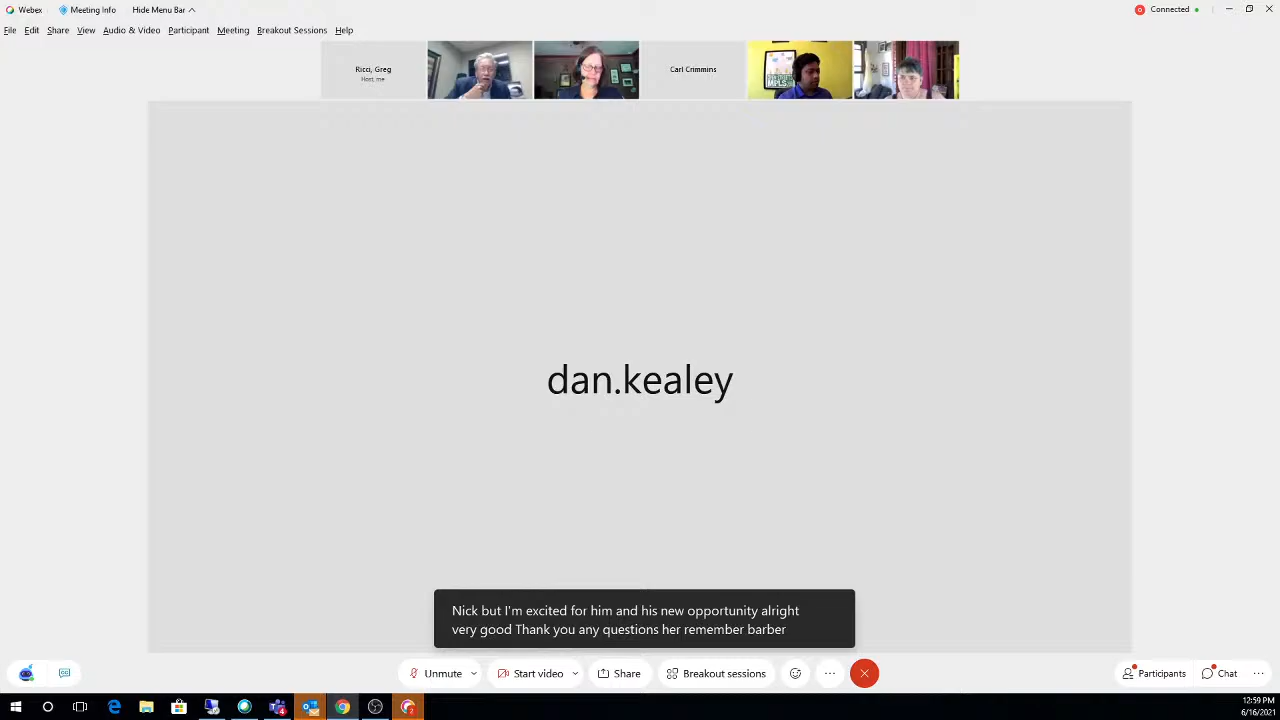 Webex
Meeting Info
Hide Menu Bar
Connected
File Edit Share View Audio & Video Participant Meeting Breakout Sessions Help
Ricci, Greg
Host, me
Carl Crimmins
MPLS
dan.kealey
Nick but I'm excited for him and his new opportunity alright
very good Thank you any questions her remember barber
Unmute
Start video
Share
Breakout sessions
Participants
Chat
12:59 PM
6/16/2021